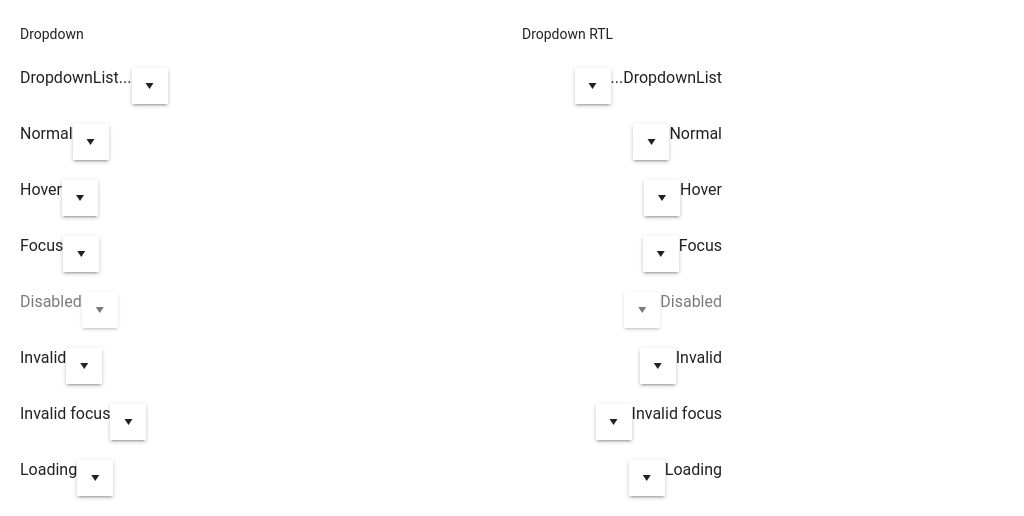 Dropdown
DropdownList...
Normal
Hover
Focus
Disabled
Invalid
Invalid focus
Loading
Dropdown RTL
...DropdownList
Normal
Hover
Focus
Disabled
Invalid
Invalid focus
Loading